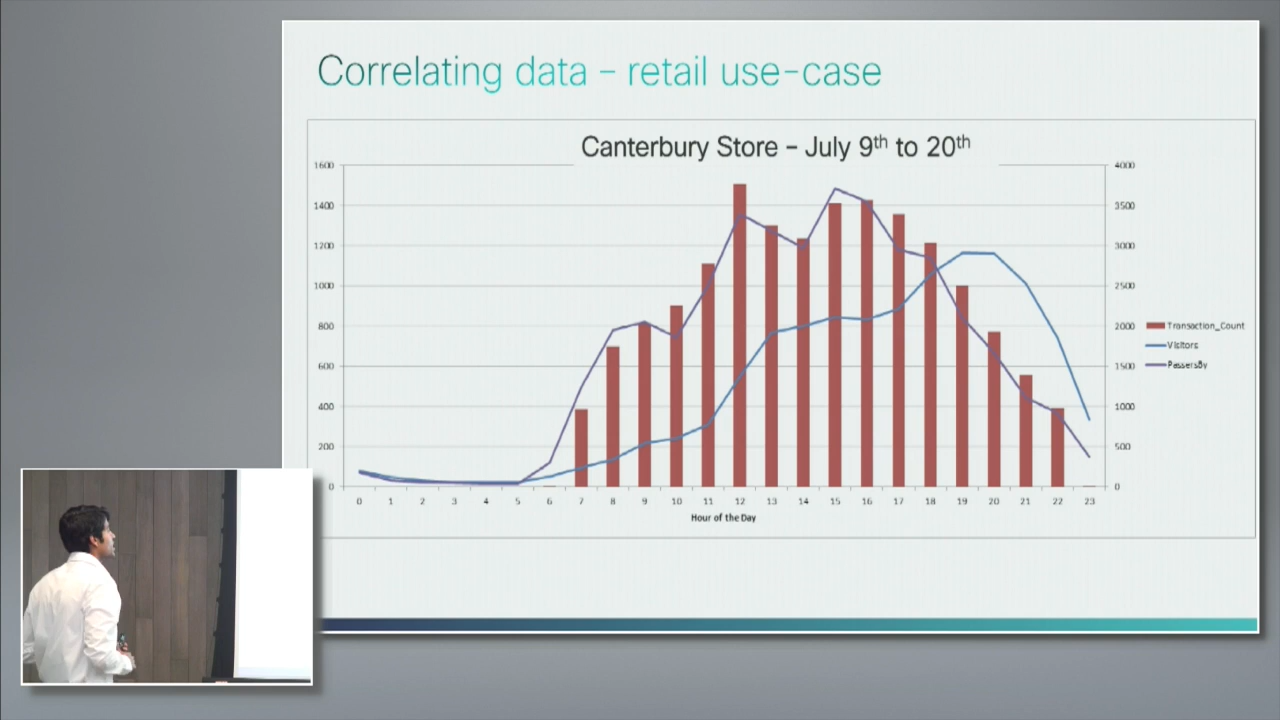 Correlating data – retail use-case
Canterbury Store – July 9th to 20th
1600
1400
1200
1000
800
600
400
200
0
4000
3500
3000
2500
2000
1500
1000
500
0
0 1 2 3 4 5 6 7 8 9 10 11 12 13 14 15 16 17 18 19 20 21 22 23
Hour of the Day
Transaction_Count
Visitors
PassersBy